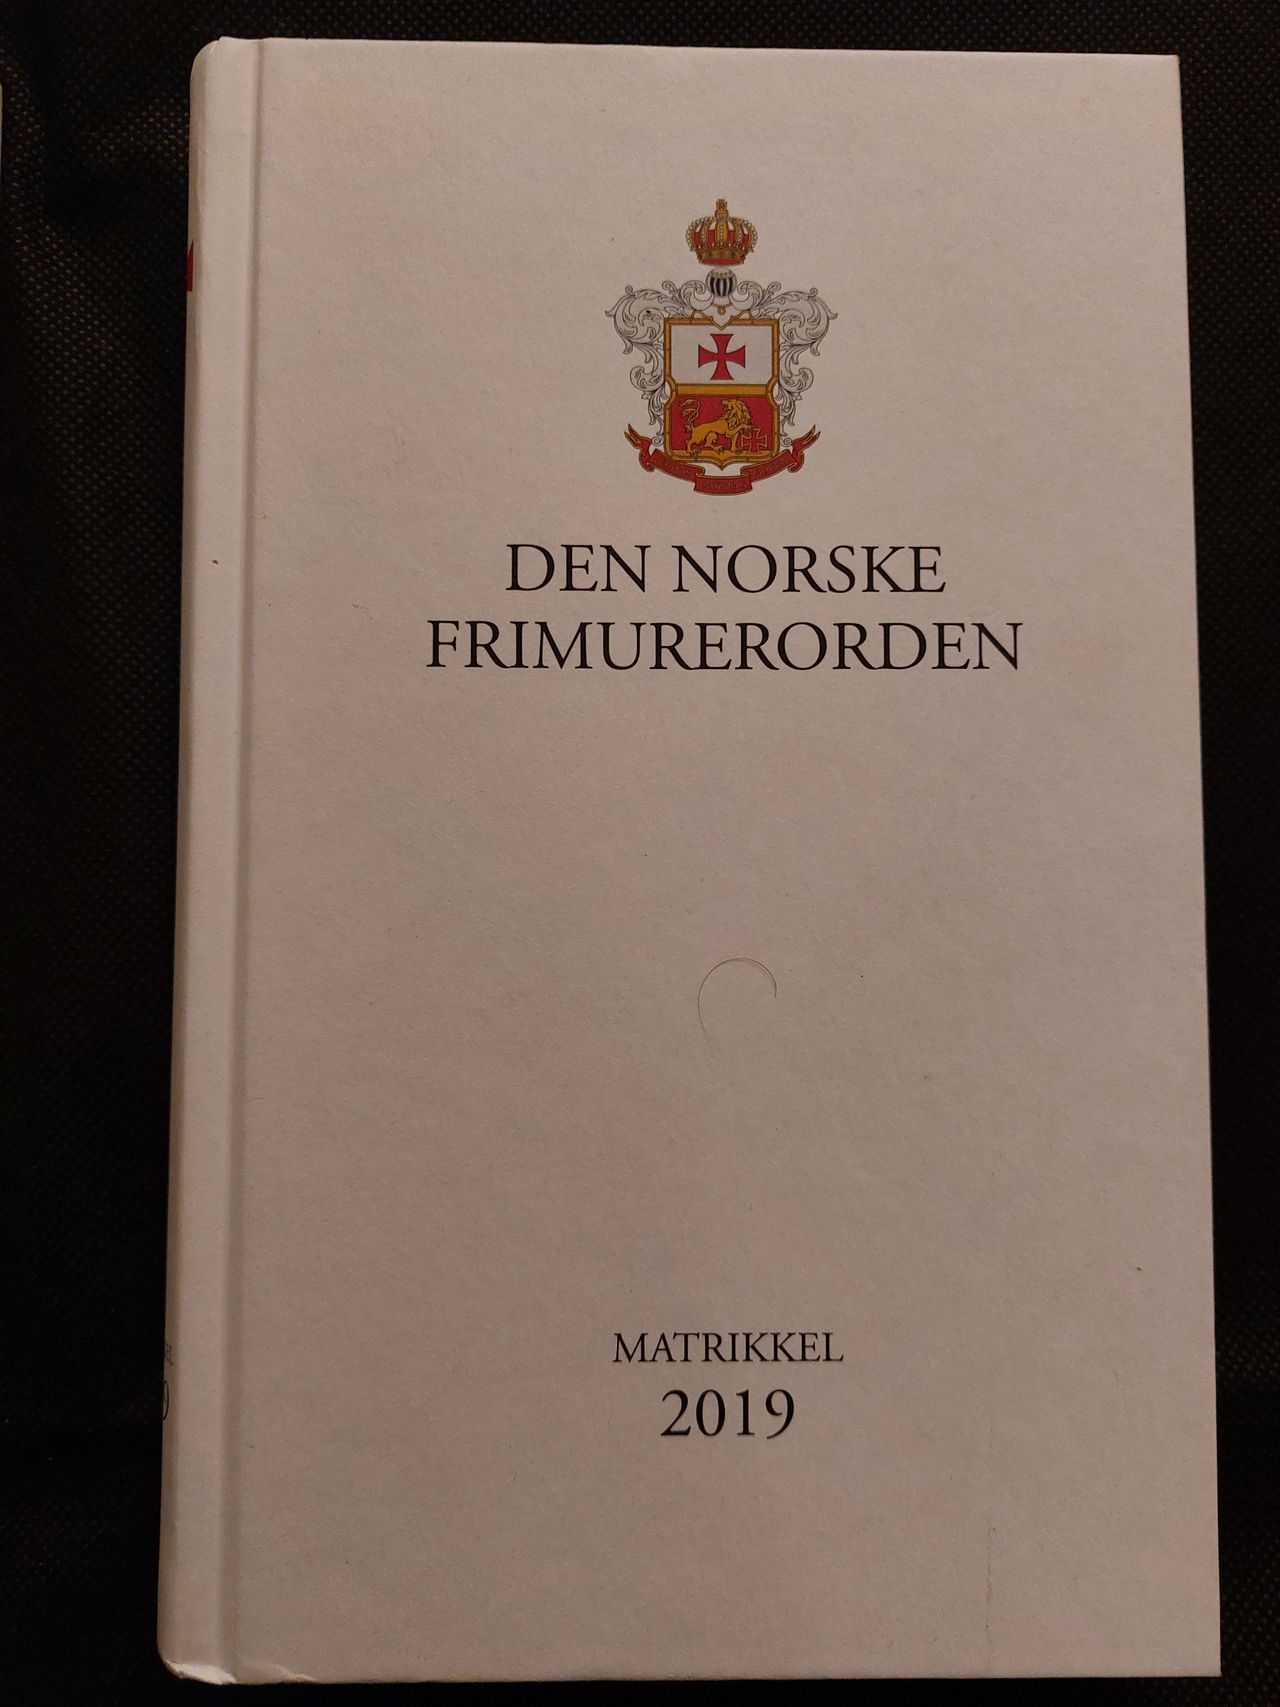 DEN NORSKE
FRIMURERORDEN
MATRIKKEL
2019